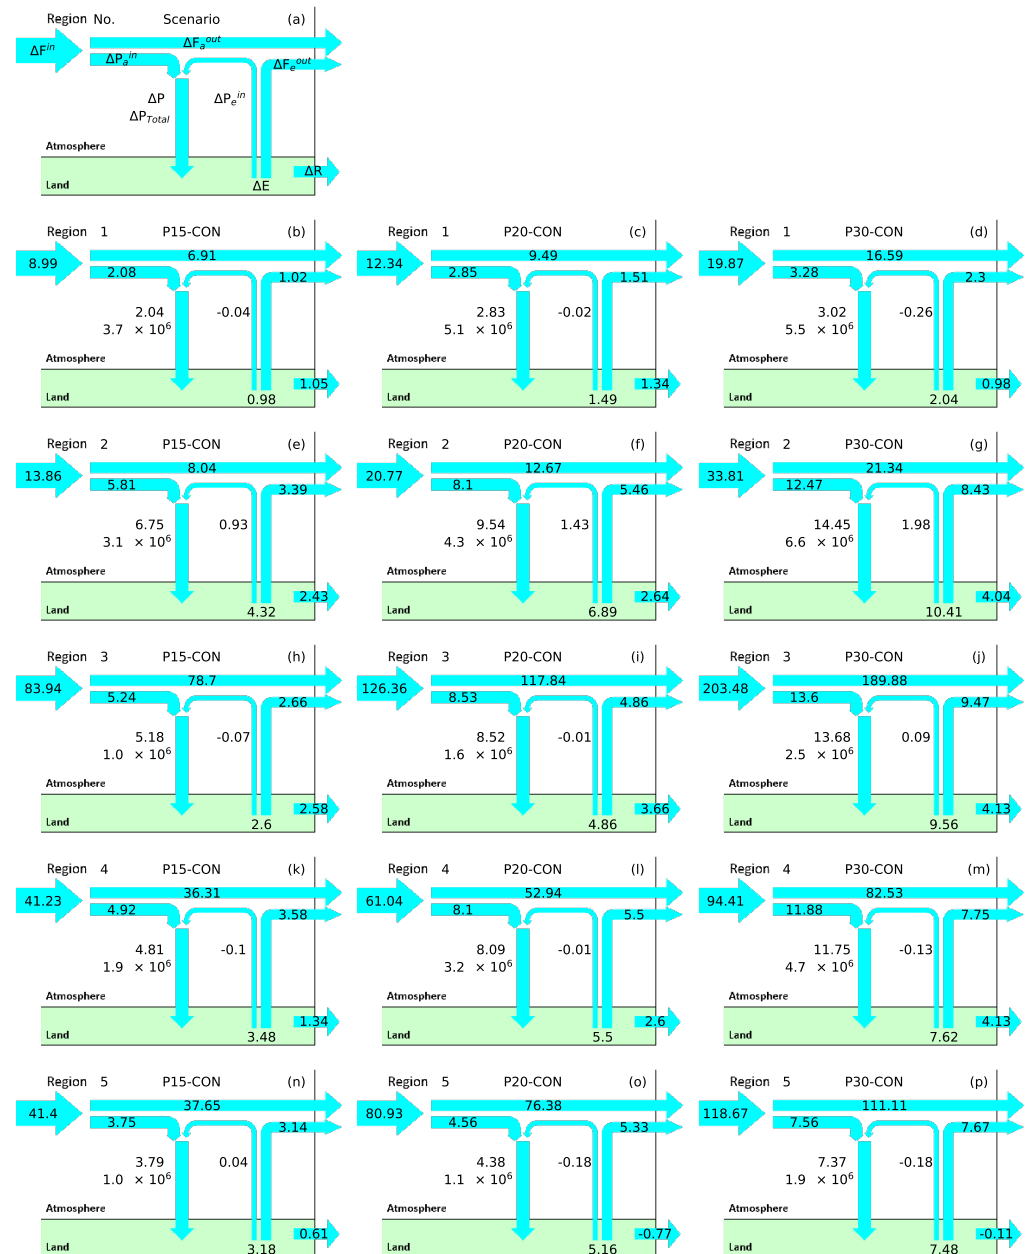 Region No. Scenario (a)
ΔF^in ΔF_a^out
ΔP_a^in ΔF_e^out
ΔP ΔP_e^in
ΔP_Total
Atmosphere
ΔR
Land ΔE
Region 1 P15-CON (b)
8.99 6.91
2.08 1.02
2.04 -0.04
3.7 × 10^6
Atmosphere
1.05
Land 0.98
Region 1 P20-CON (c)
12.34 9.49
2.85 1.51
2.83 -0.02
5.1 × 10^6
Atmosphere
1.34
Land 1.49
Region 1 P30-CON (d)
19.87 16.59
3.28 2.3
3.02 -0.26
5.5 × 10^6
Atmosphere
0.98
Land 2.04
Region 2 P15-CON (e)
13.86 8.04
5.81 3.39
6.75 0.93
3.1 × 10^6
Atmosphere
2.43
Land 4.32
Region 2 P20-CON (f)
20.77 12.67
8.1 5.46
9.54 1.43
4.3 × 10^6
Atmosphere
2.64
Land 6.89
Region 2 P30-CON (g)
33.81 21.34
12.47 8.43
14.45 1.98
6.6 × 10^6
Atmosphere
4.04
Land 10.41
Region 3 P15-CON (h)
83.94 78.7
5.24 2.66
5.18 -0.07
1.0 × 10^6
Atmosphere
2.58
Land 2.6
Region 3 P20-CON (i)
126.36 117.84
8.53 4.86
8.52 -0.01
1.6 × 10^6
Atmosphere
3.66
Land 4.86
Region 3 P30-CON (j)
203.48 189.88
13.6 9.47
13.68 0.09
2.5 × 10^6
Atmosphere
4.13
Land 9.56
Region 4 P15-CON (k)
41.23 36.31
4.92 3.58
4.81 -0.1
1.9 × 10^6
Atmosphere
1.34
Land 3.48
Region 4 P20-CON (l)
61.04 52.94
8.1 5.5
8.09 -0.01
3.2 × 10^6
Atmosphere
2.6
Land 5.5
Region 4 P30-CON (m)
94.41 82.53
11.88 7.75
11.75 -0.13
4.7 × 10^6
Atmosphere
4.13
Land 7.62
Region 5 P15-CON (n)
41.4 37.65
3.75 3.14
3.79 0.04
1.0 × 10^6
Atmosphere
0.61
Land 3.18
Region 5 P20-CON (o)
80.93 76.38
4.56 5.33
4.38 -0.18
1.1 × 10^6
Atmosphere
-0.77
Land 5.16
Region 5 P30-CON (p)
118.67 111.11
7.56 7.67
7.37 -0.18
1.9 × 10^6
Atmosphere
-0.11
Land 7.48